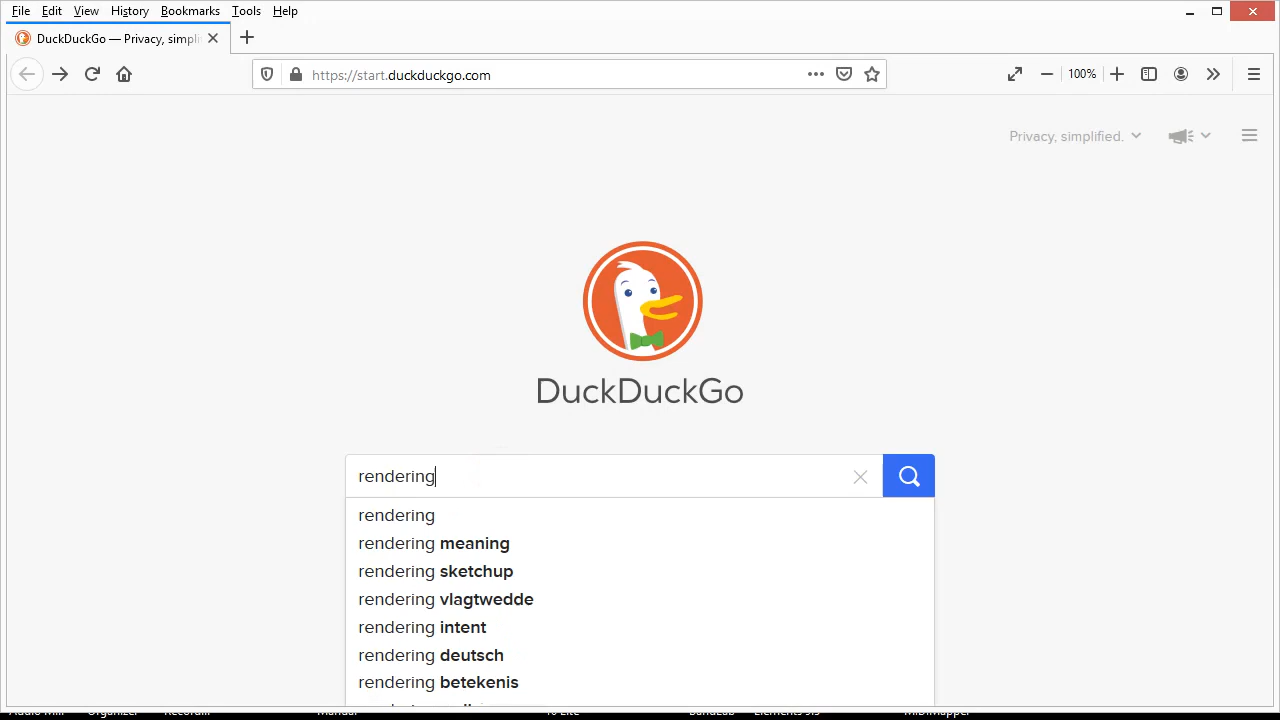 File Edit View History Bookmarks Tools Help
DuckDuckGo — Privacy, simpli
https://start.duckduckgo.com
100%
Privacy, simplified.
DuckDuckGo
rendering
rendering
rendering meaning
rendering sketchup
rendering vlagtwedde
rendering intent
rendering deutsch
rendering betekenis